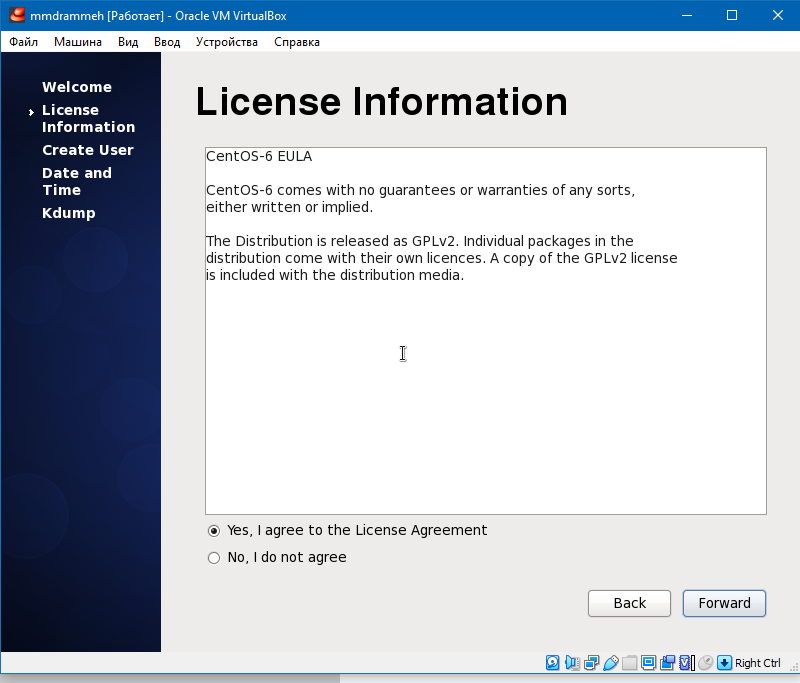 mmdrammeh [Работает] - Oracle VM VirtualBox
Файл Машина Вид Ввод Устройства Справка
Welcome
License
Information
Create User
Date and
Time
Kdump
License Information
CentOS-6 EULA
CentOS-6 comes with no guarantees or warranties of any sorts,
either written or implied.
The Distribution is released as GPLv2. Individual packages in the
distribution come with their own licences. A copy of the GPLv2 license
is included with the distribution media.
Yes, I agree to the License Agreement
No, I do not agree
Back Forward
Right Ctrl